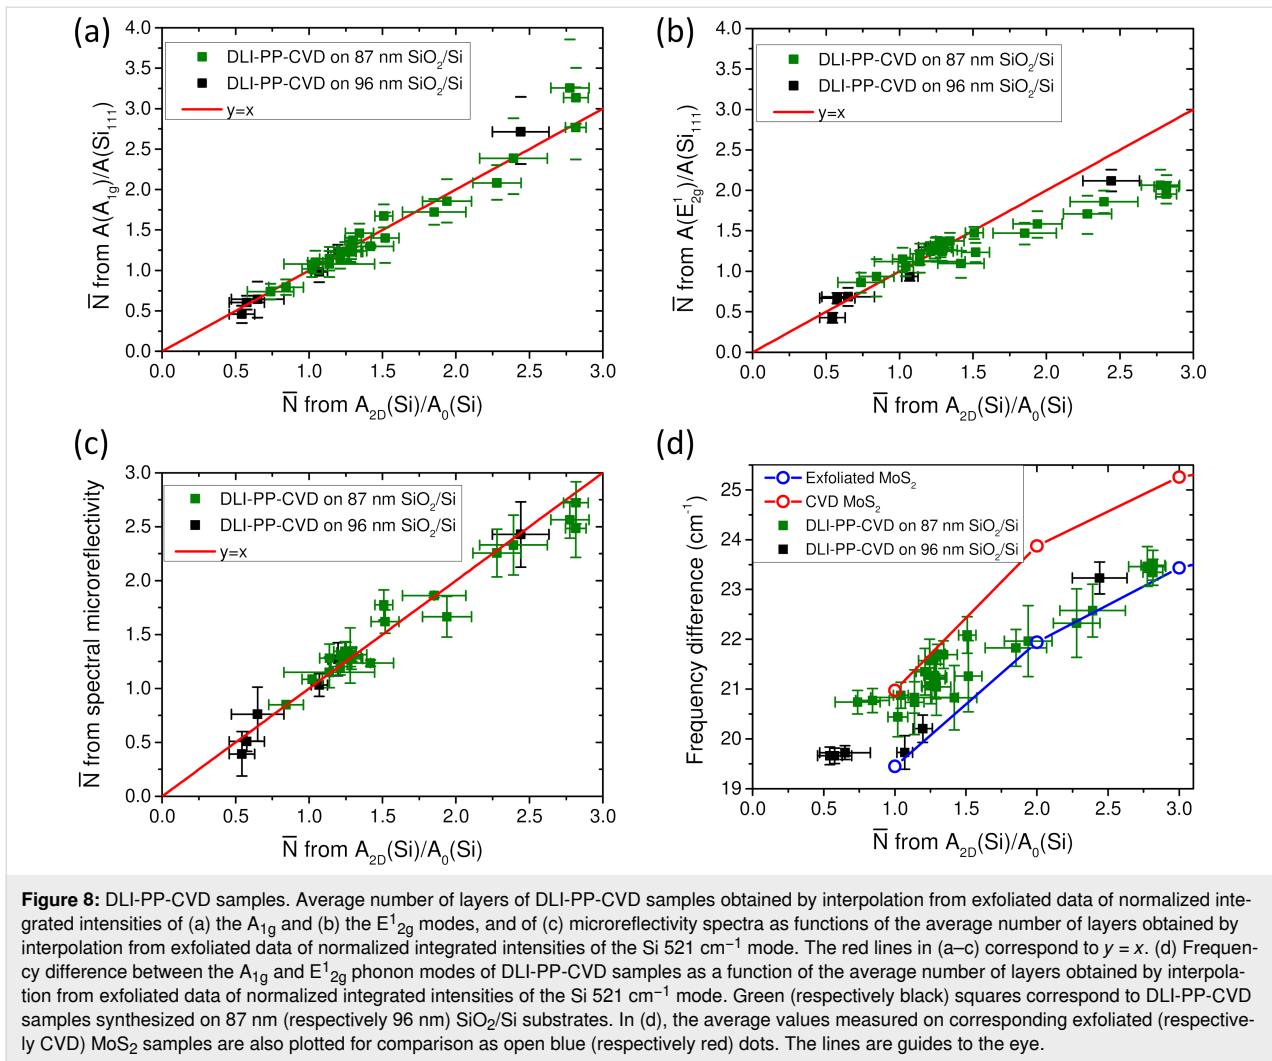 (a)
4.0
3.5
3.0
2.5
2.0
1.5
1.0
0.5
0.0
N̅ from A(A1g)/A(Si111)
DLI-PP-CVD on 87 nm SiO2/Si
DLI-PP-CVD on 96 nm SiO2/Si
y=x
0.0 0.5 1.0 1.5 2.0 2.5 3.0
N̅ from A2D(Si)/A0(Si)
(b)
4.0
3.5
3.0
2.5
2.0
1.5
1.0
0.5
0.0
N̅ from A(E¹2g)/A(Si111)
DLI-PP-CVD on 87 nm SiO2/Si
DLI-PP-CVD on 96 nm SiO2/Si
y=x
0.0 0.5 1.0 1.5 2.0 2.5 3.0
N̅ from A2D(Si)/A0(Si)
(c)
3.0
2.5
2.0
1.5
1.0
0.5
0.0
N̅ from spectral microreflectivity
DLI-PP-CVD on 87 nm SiO2/Si
DLI-PP-CVD on 96 nm SiO2/Si
y=x
0.0 0.5 1.0 1.5 2.0 2.5 3.0
N̅ from A2D(Si)/A0(Si)
(d)
25
24
23
22
21
20
19
Frequency difference (cm⁻¹)
Exfoliated MoS2
CVD MoS2
DLI-PP-CVD on 87 nm SiO2/Si
DLI-PP-CVD on 96 nm SiO2/Si
0.0 0.5 1.0 1.5 2.0 2.5 3.0
N̅ from A2D(Si)/A0(Si)
Figure 8: DLI-PP-CVD samples. Average number of layers of DLI-PP-CVD samples obtained by interpolation from exfoliated data of normalized inte-
grated intensities of (a) the A1g and (b) the E¹2g modes, and of (c) microreflectivity spectra as functions of the average number of layers obtained by
interpolation from exfoliated data of normalized integrated intensities of the Si 521 cm⁻¹ mode. The red lines in (a–c) correspond to y = x. (d) Frequen-
cy difference between the A1g and E¹2g phonon modes of DLI-PP-CVD samples as a function of the average number of layers obtained by interpola-
tion from exfoliated data of normalized integrated intensities of the Si 521 cm⁻¹ mode. Green (respectively black) squares correspond to DLI-PP-CVD
samples synthesized on 87 nm (respectively 96 nm) SiO2/Si substrates. In (d), the average values measured on corresponding exfoliated (respective-
ly CVD) MoS2 samples are also plotted for comparison as open blue (respectively red) dots. The lines are guides to the eye.